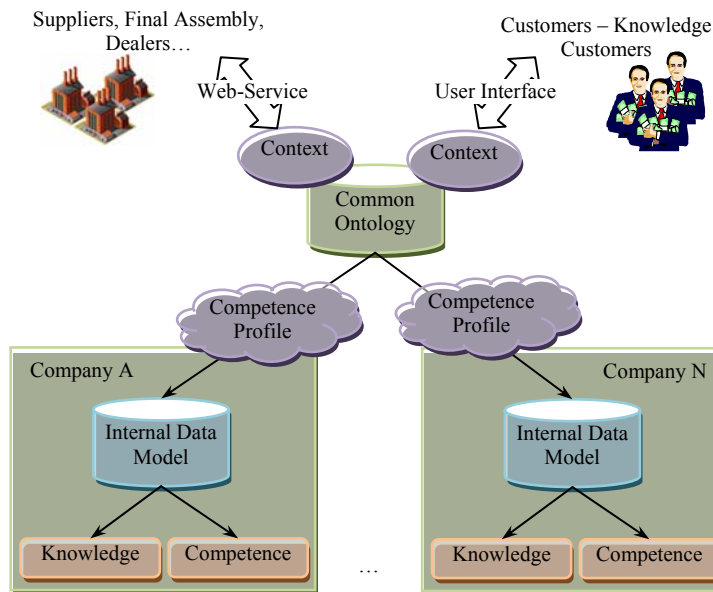 Suppliers, Final Assembly,
Dealers…
Customers – Knowledge
Customers
Web-Service
User Interface
Context
Context
Common
Ontology
Competence
Profile
Competence
Profile
Company A
Company N
Internal Data
Model
Internal Data
Model
Knowledge
Competence
…
Knowledge
Competence